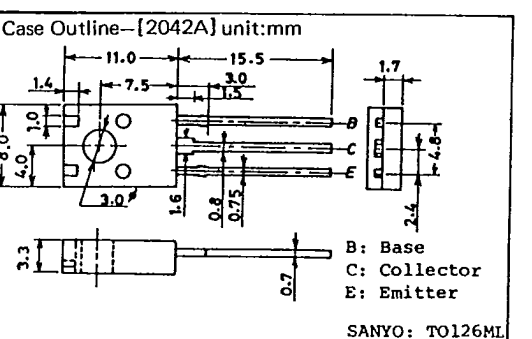 Case Outline–[2042A] unit:mm
11.0 15.5
1.4 7.5 3.0 1.5 1.7
1.0 B
8.0 4.0 C 4.8
E
3.0ø 1.6 0.8 0.75 2.4
3.3 B: Base
0.7 C: Collector
E: Emitter
SANYO: TO126ML